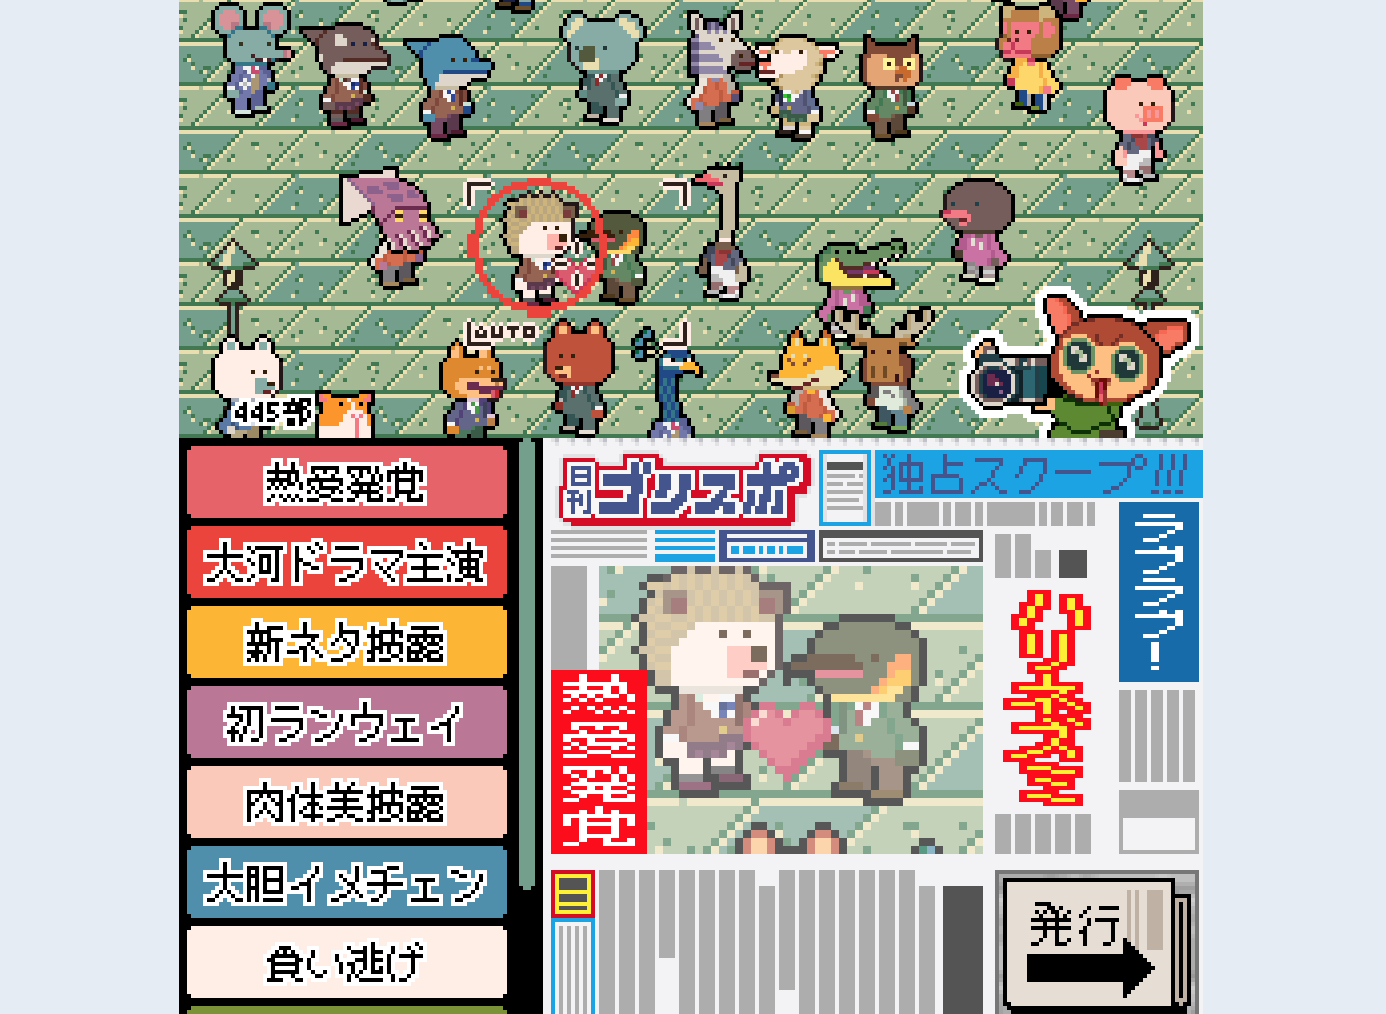 AUTO
445部
熱愛発覚
大河ドラマ主演
新ネタ披露
初ランウェイ
肉体美披露
大胆イメチェン
食い逃げ
日刊ゴリスポ
独占スクープ!!!
ラブラブ!
熱愛発覚
ハリネズミ
発行